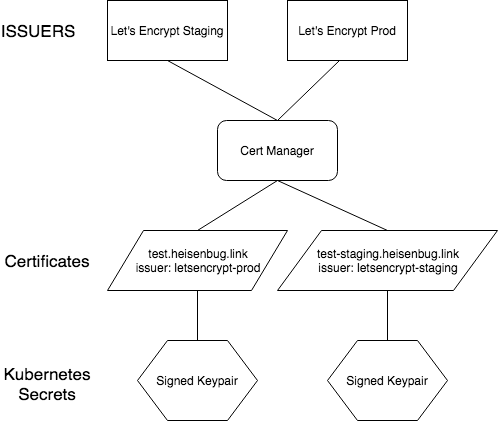 ISSUERS
Let's Encrypt Staging
Let's Encrypt Prod
Cert Manager
Certificates
test.heisenbug.link
issuer: letsencrypt-prod
test-staging.heisenbug.link
issuer: letsencrypt-staging
Kubernetes
Secrets
Signed Keypair
Signed Keypair